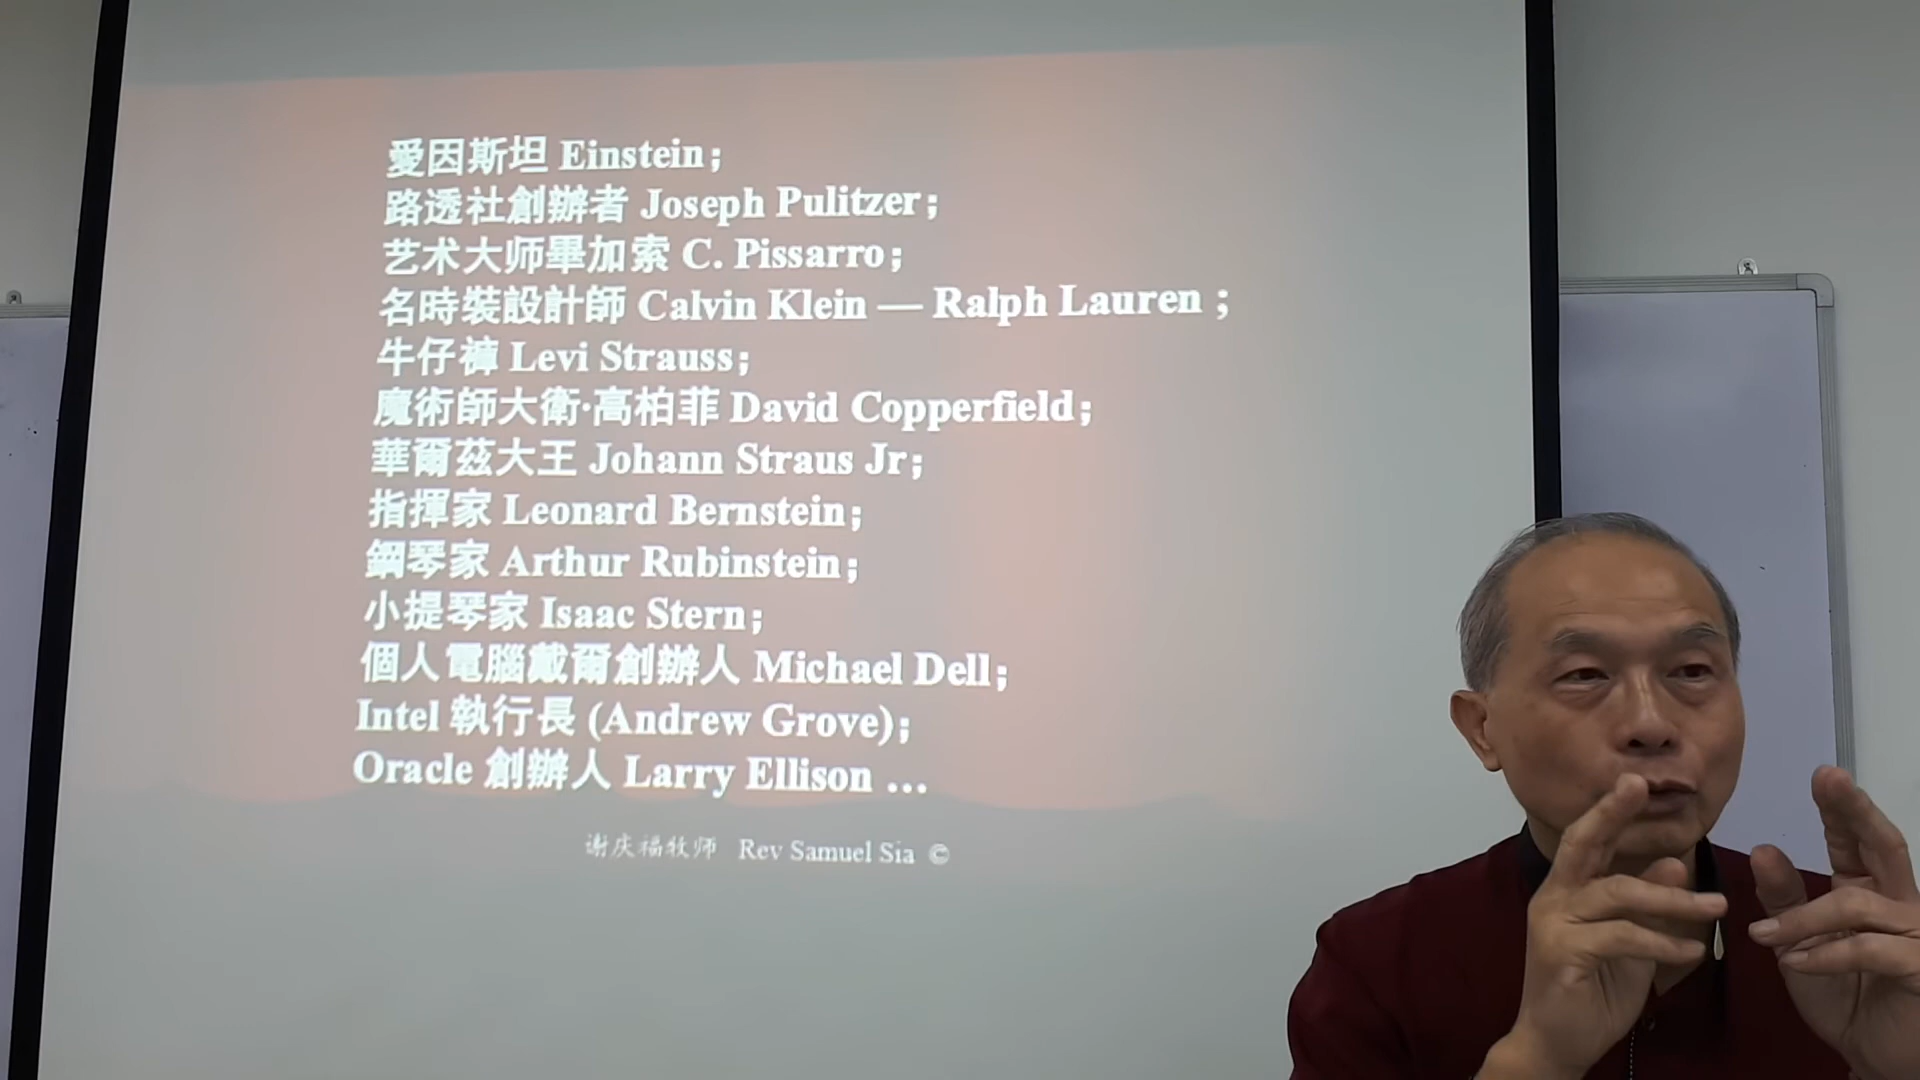 愛因斯坦 Einstein;
路透社創辦者 Joseph Pulitzer;
艺术大师畢加索 C. Pissarro;
名時裝設計師 Calvin Klein — Ralph Lauren ;
牛仔褲 Levi Strauss;
魔術師大衛·高柏菲 David Copperfield;
華爾茲大王 Johann Straus Jr;
指揮家 Leonard Bernstein;
鋼琴家 Arthur Rubinstein;
小提琴家 Isaac Stern;
個人電腦戴爾創辦人 Michael Dell;
Intel 執行長 (Andrew Grove);
Oracle 創辦人 Larry Ellison ...
谢庆福牧师 Rev Samuel Sia ©